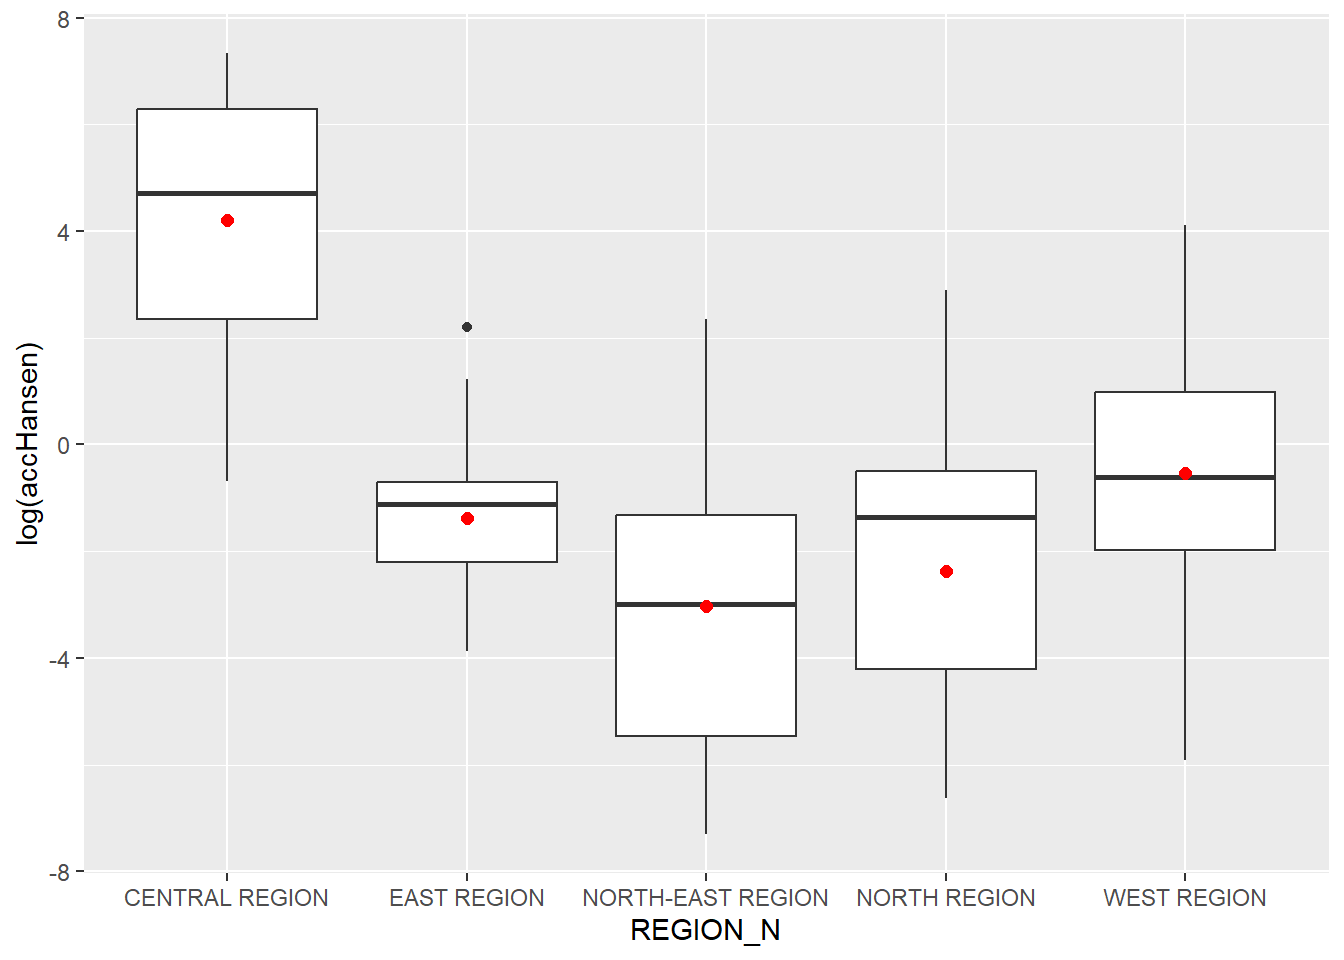 8
4
0
-4
-8
log(accHansen)
CENTRAL REGION
EAST REGION
NORTH-EAST REGION
NORTH REGION
WEST REGION
REGION_N